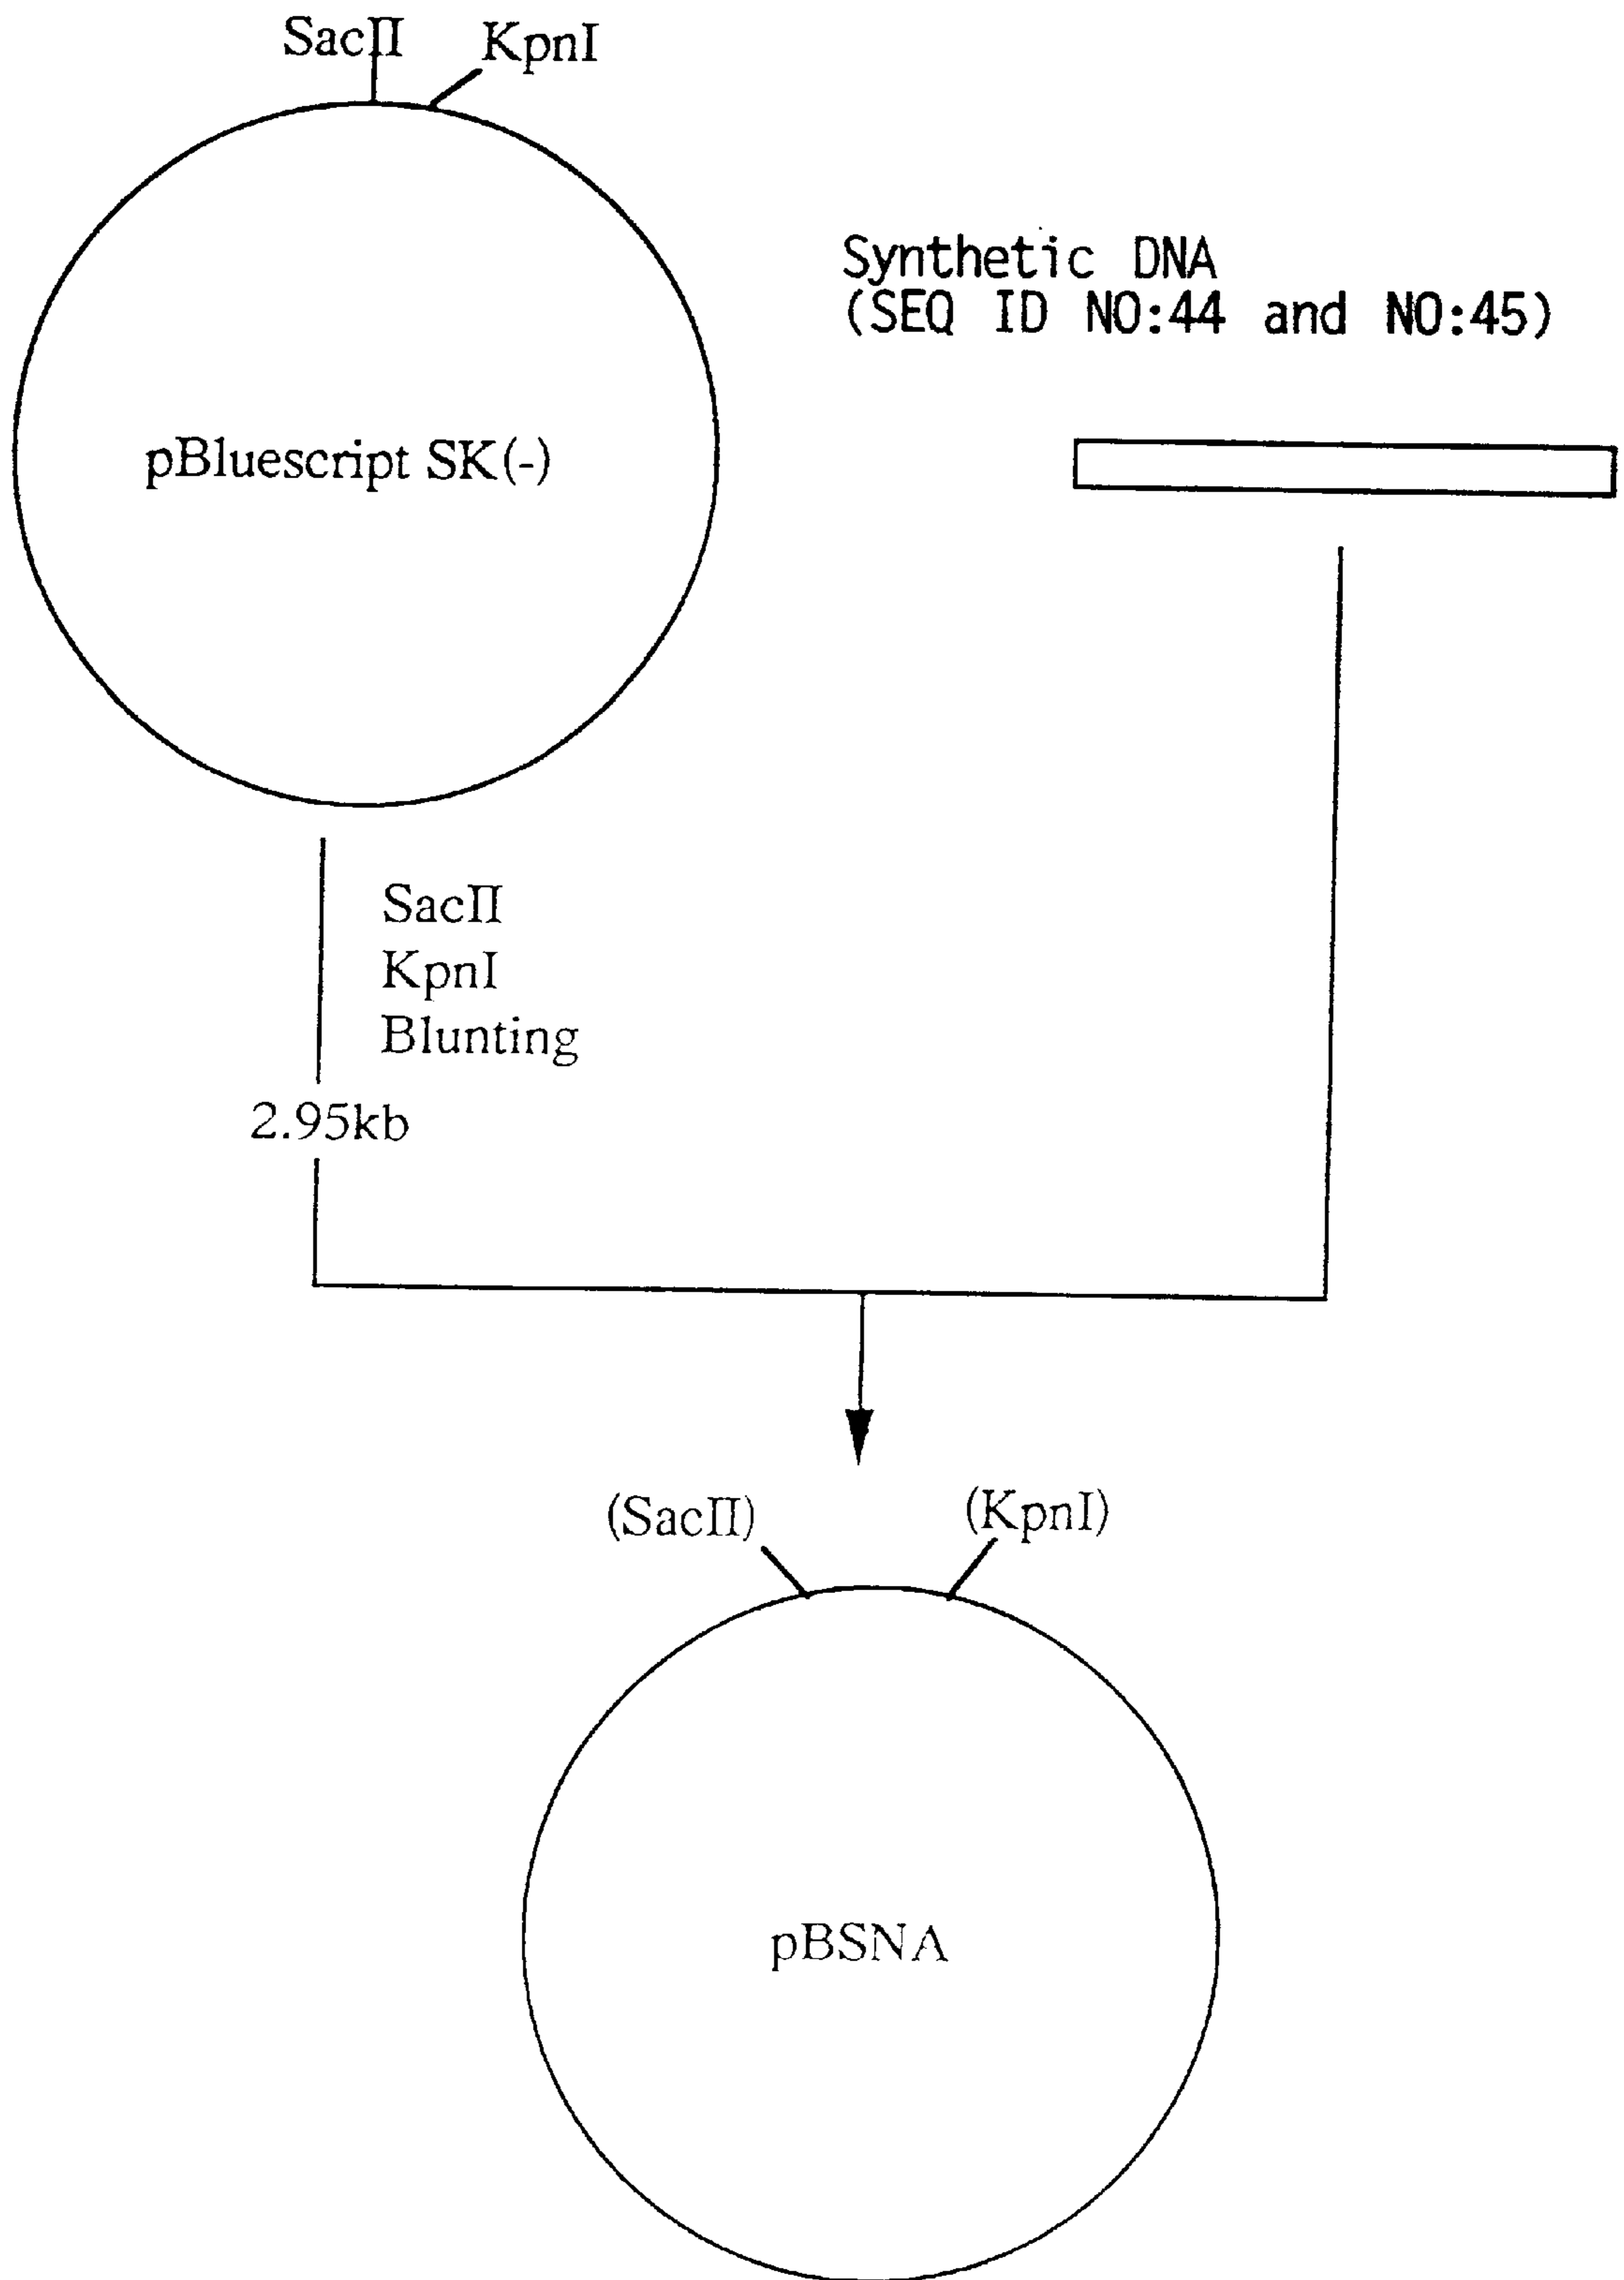 SacII KpnI
Synthetic DNA
(SEQ ID NO:44 and NO:45)
pBluescript SK(-)
SacII
KpnI
Blunting
2.95kb
(SacII) (KpnI)
pBSNA